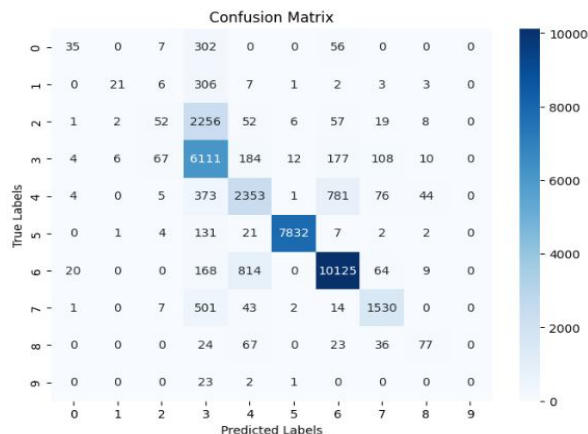 Confusion Matrix
0 35 0 7 302 0 0 56 0 0 0
1 0 21 6 306 7 1 2 3 3 0
2 1 2 52 2256 52 6 57 19 8 0
3 4 6 67 6111 184 12 177 108 10 0
4 4 0 5 373 2353 1 781 76 44 0
5 0 1 4 131 21 7832 7 2 2 0
6 20 0 0 168 814 0 10125 64 9 0
7 1 0 7 501 43 2 14 1530 0 0
8 0 0 0 24 67 0 23 36 77 0
9 0 0 0 23 2 1 0 0 0 0
0 1 2 3 4 5 6 7 8 9
Predicted Labels
True Labels
10000
8000
6000
4000
2000
0